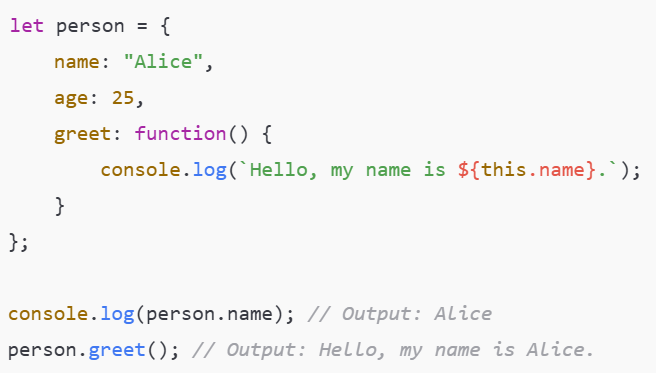 let person = {
    name: "Alice",
    age: 25,
    greet: function() {
        console.log(`Hello, my name is ${this.name}.`);
    }
};

console.log(person.name); // Output: Alice
person.greet(); // Output: Hello, my name is Alice.